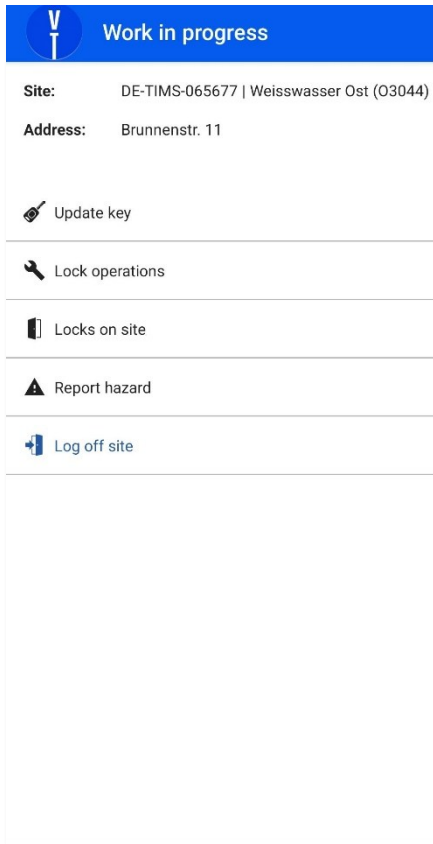 VT
Work in progress
Site: DE-TIMS-065677 | Weisswasser Ost (O3044)
Address: Brunnenstr. 11
Update key
Lock operations
Locks on site
Report hazard
Log off site